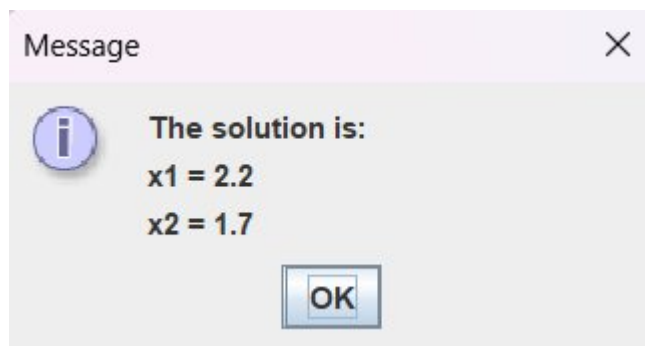 Message
The solution is:
x1 = 2.2
x2 = 1.7
OK